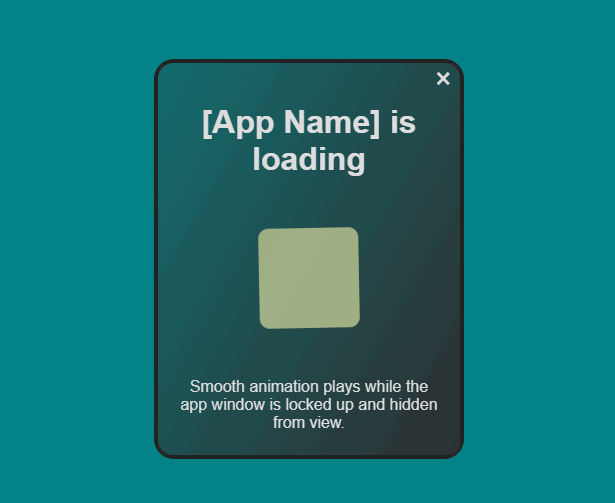 ×
[App Name] is
loading
Smooth animation plays while the
app window is locked up and hidden
from view.